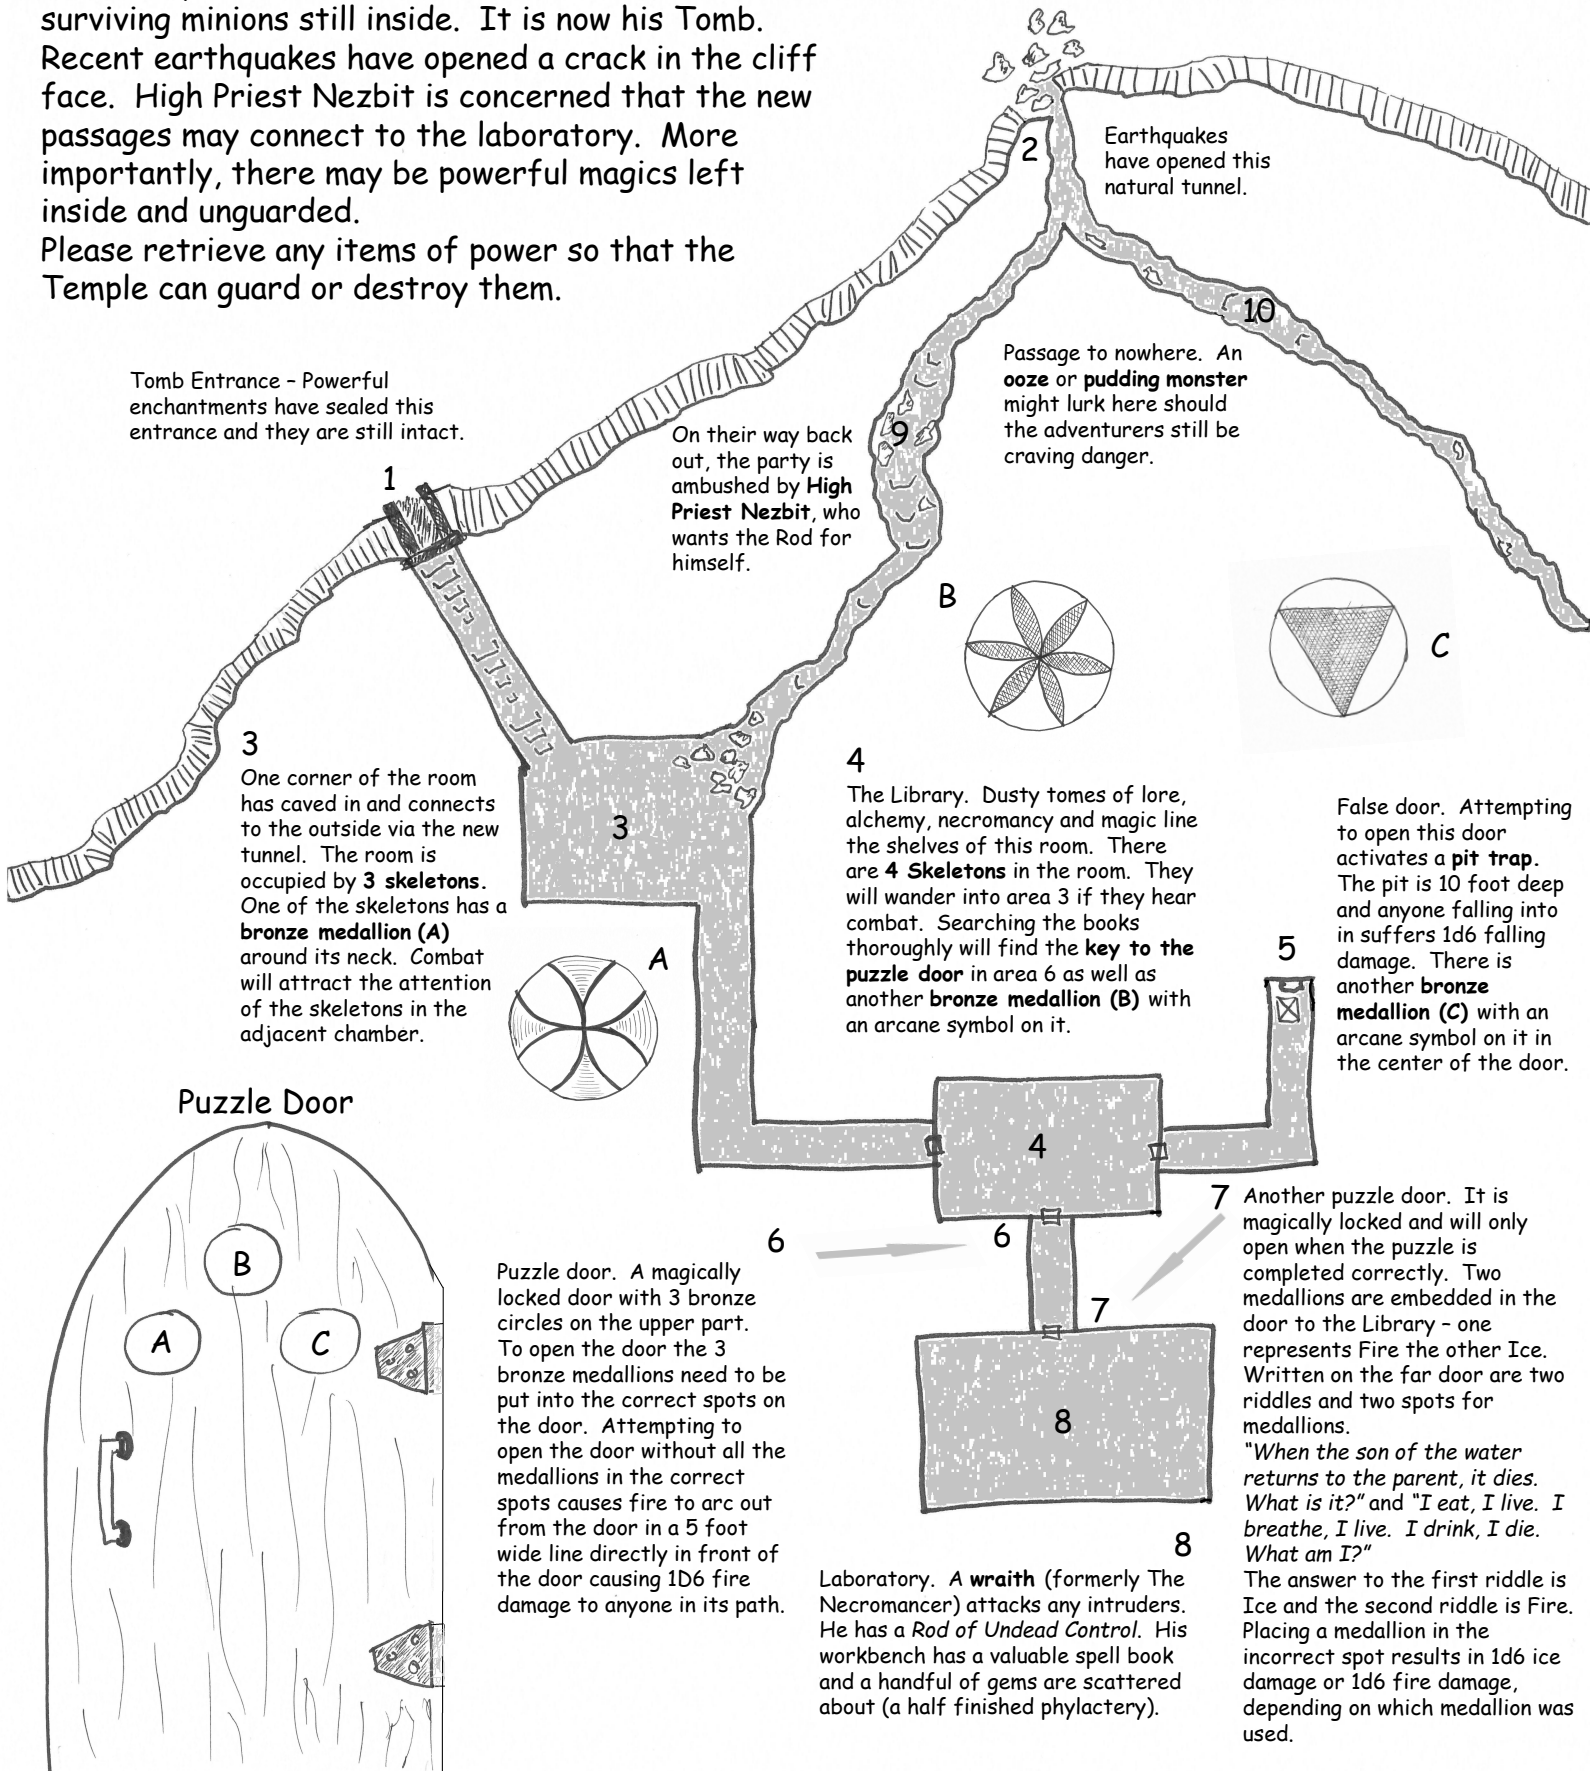 surviving minions still inside.  It is now his Tomb.
Recent earthquakes have opened a crack in the cliff
face.  High Priest Nezbit is concerned that the new
passages may connect to the laboratory.  More
importantly, there may be powerful magics left
inside and unguarded.
Please retrieve any items of power so that the
Temple can guard or destroy them.
2
Earthquakes
have opened this
natural tunnel.
10
Passage to nowhere.  An
ooze or pudding monster
might lurk here should
the adventurers still be
craving danger.
Tomb Entrance – Powerful
enchantments have sealed this
entrance and they are still intact.
1
9
On their way back
out, the party is
ambushed by High
Priest Nezbit, who
wants the Rod for
himself.
B
C
3
One corner of the room
has caved in and connects
to the outside via the new
tunnel.  The room is
occupied by 3 skeletons.
One of the skeletons has a
bronze medallion (A)
around its neck.  Combat
will attract the attention
of the skeletons in the
adjacent chamber.
3
A
4
The Library.  Dusty tomes of lore,
alchemy, necromancy and magic line
the shelves of this room.  There
are 4 Skeletons in the room.  They
will wander into area 3 if they hear
combat.  Searching the books
thoroughly will find the key to the
puzzle door in area 6 as well as
another bronze medallion (B) with
an arcane symbol on it.
5
False door.  Attempting
to open this door
activates a pit trap.
The pit is 10 foot deep
and anyone falling into
in suffers 1d6 falling
damage.  There is
another bronze
medallion (C) with an
arcane symbol on it in
the center of the door.
4
Puzzle Door
B
A
C
6
Puzzle door.  A magically
locked door with 3 bronze
circles on the upper part.
To open the door the 3
bronze medallions need to be
put into the correct spots on
the door.  Attempting to
open the door without all the
medallions in the correct
spots causes fire to arc out
from the door in a 5 foot
wide line directly in front of
the door causing 1D6 fire
damage to anyone in its path.
6
7
8
7
Another puzzle door.  It is
magically locked and will only
open when the puzzle is
completed correctly.  Two
medallions are embedded in the
door to the Library – one
represents Fire the other Ice.
Written on the far door are two
riddles and two spots for
medallions.
“When the son of the water
returns to the parent, it dies.
What is it?” and “I eat, I live.  I
breathe, I live.  I drink, I die.
What am I?”
The answer to the first riddle is
Ice and the second riddle is Fire.
Placing a medallion in the
incorrect spot results in 1d6 ice
damage or 1d6 fire damage,
depending on which medallion was
used.
8
Laboratory.  A wraith (formerly The
Necromancer) attacks any intruders.
He has a Rod of Undead Control.  His
workbench has a valuable spell book
and a handful of gems are scattered
about (a half finished phylactery).